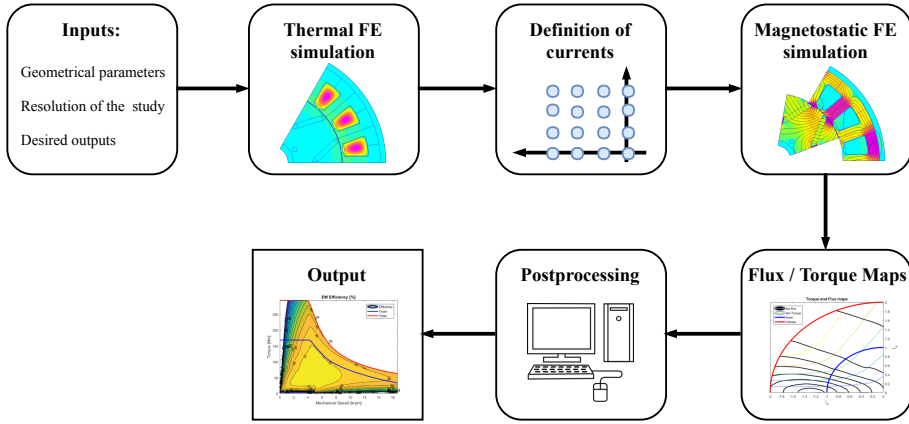 Inputs:
Geometrical parameters
Resolution of the study
Desired outputs
Thermal FE
simulation
Definition of
currents
Magnetostatic FE
simulation
Output
EM Efficiency [%]
Torque [Nm]
Mechanical Speed [krpm]
Postprocessing
Flux / Torque Maps
Torque and Flux maps